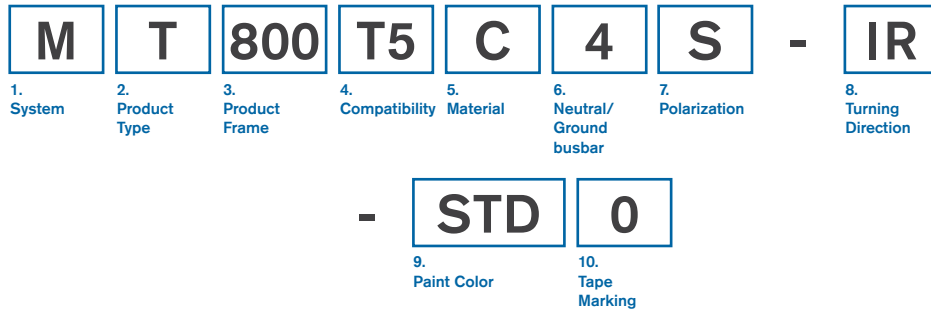 M T 800 T5 C 4 S - IR
1. 2. 3. 4. 5. 6. 7. 8.
System Product Product Compatibility Material Neutral/ Polarization Turning
Type Frame Ground Direction
busbar
- STD 0
9. 10.
Paint Color Tape
Marking